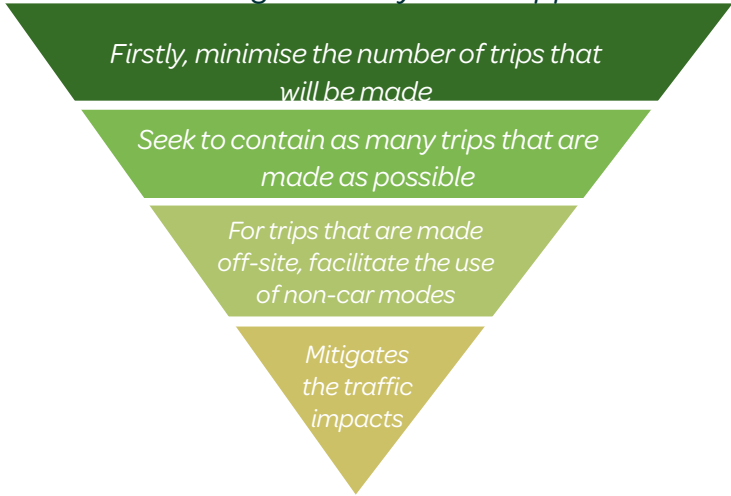 Firstly, minimise the number of trips that
will be made
Seek to contain as many trips that are
made as possible
For trips that are made
off-site, facilitate the use
of non-car modes
Mitigates
the traffic
impacts